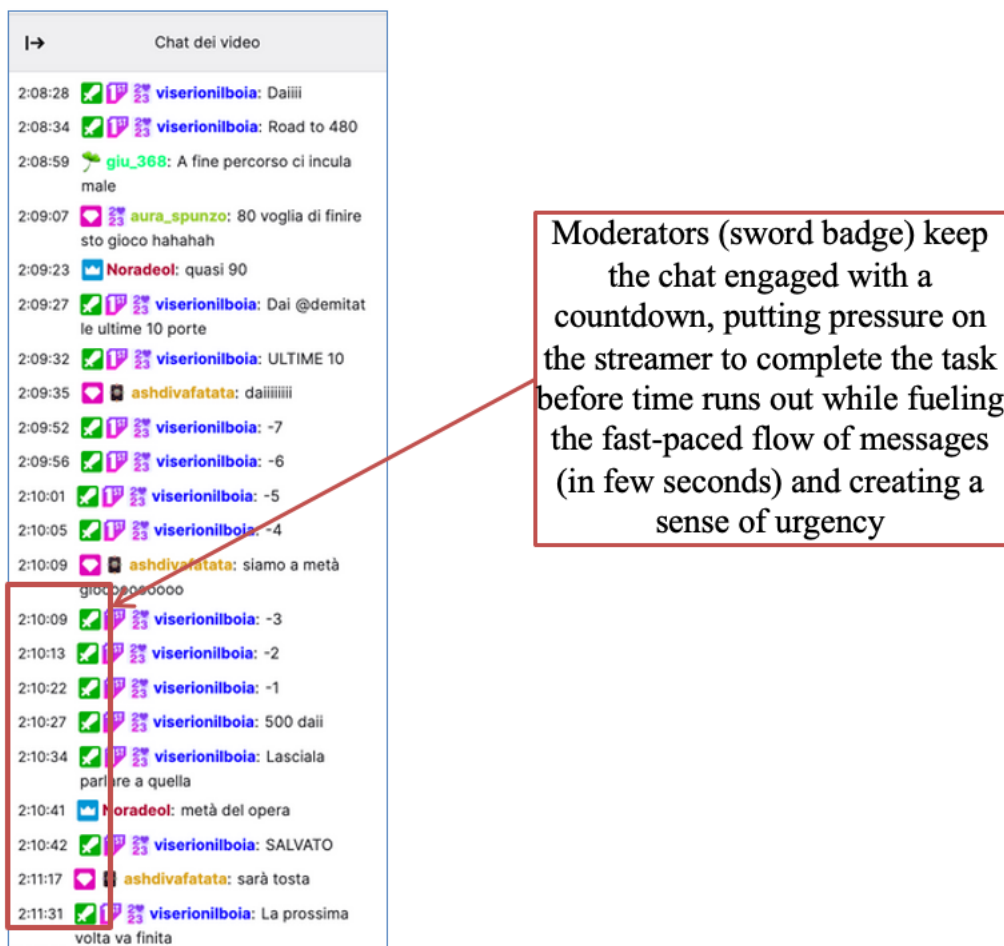 Chat dei video
2:08:28 viserionilboia: Daiiii
2:08:34 viserionilboia: Road to 480
2:08:59 giu_368: A fine percorso ci incula
male
2:09:07 aura_spunzo: 80 voglia di finire
sto gioco hahahah
2:09:23 Noradeol: quasi 90
2:09:27 viserionilboia: Dai @demitat
le ultime 10 porte
2:09:32 viserionilboia: ULTIME 10
2:09:35 ashdivafatata: daiiiiiiiii
2:09:52 viserionilboia: -7
2:09:56 viserionilboia: -6
2:10:01 viserionilboia: -5
2:10:05 viserionilboia: -4
2:10:09 ashdivafatata: siamo a metà
giocoooooooo
2:10:09 viserionilboia: -3
2:10:13 viserionilboia: -2
2:10:22 viserionilboia: -1
2:10:27 viserionilboia: 500 daii
2:10:34 viserionilboia: Lasciala
parlare a quella
2:10:41 Noradeol: metà del opera
2:10:42 viserionilboia: SALVATO
2:11:17 ashdivafatata: sarà tosta
2:11:31 viserionilboia: La prossima
volta va finita
Moderators (sword badge) keep
the chat engaged with a
countdown, putting pressure on
the streamer to complete the task
before time runs out while fueling
the fast-paced flow of messages
(in few seconds) and creating a
sense of urgency